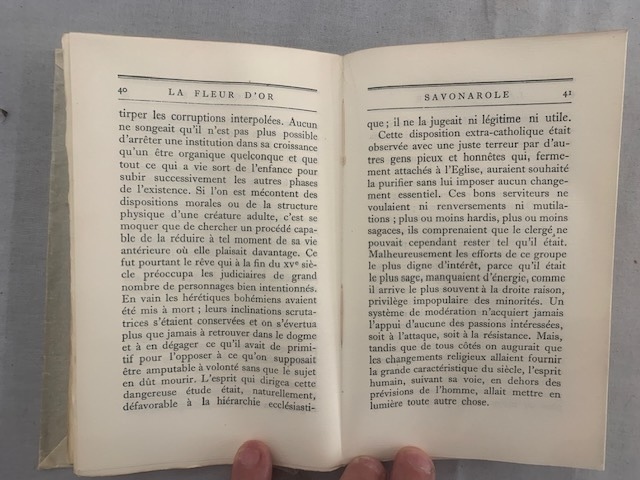 40 LA FLEUR D'OR
tirper les corruptions interpolées. Aucun
ne songeait qu'il n'est pas plus possible
d'arrêter une institution dans sa croissance
qu'un être organique quelconque et que
tout ce qui a vie sort de l'enfance pour
subir successivement les autres phases
de l'existence. Si l'on est mécontent des
dispositions morales ou de la structure
physique d'une créature adulte, c'est se
moquer que de chercher un procédé capa-
ble de la réduire à tel moment de sa vie
antérieure où elle plaisait davantage. Ce
fut pourtant le rêve qui à la fin du xve siè-
cle préoccupa les judiciaires de grand
nombre de personnages bien intentionnés.
En vain les hérétiques bohémiens avaient
été mis à mort ; leurs inclinations scruta-
trices s'étaient conservées et on s'évertua
plus que jamais à retrouver dans le dogme
et à en dégager ce qu'il avait de primi-
tif pour l'opposer à ce qu'on supposait
être amputable à volonté sans que le sujet
en dût mourir. L'esprit qui dirigea cette
dangereuse étude était, naturellement,
défavorable à la hiérarchie ecclésiasti-
SAVONAROLE 41
que ; il ne la jugeait ni légitime ni utile.
Cette disposition extra-catholique était
observée avec une juste terreur par d'au-
tres gens pieux et honnêtes qui, ferme-
ment attachés à l'Eglise, auraient souhaité
la purifier sans lui imposer aucun change-
ment essentiel. Ces bons serviteurs ne
voulaient ni renversements ni mutila-
tions ; plus ou moins hardis, plus ou moins
sagaces, ils comprenaient que le clergé ne
pouvait cependant rester tel qu'il était.
Malheureusement les efforts de ce groupe
le plus digne d'intérêt, parce qu'il était
le plus sage, manquaient d'énergie, comme
il arrive le plus souvent à la droite raison,
privilège impopulaire des minorités. Un
système de modération n'acquiert jamais
l'appui d'aucune des passions intéressées,
soit à l'attaque, soit à la résistance. Mais,
tandis que de tous côtés on augurait que
les changements religieux allaient fournir
la grande caractéristique du siècle, l'esprit
humain, suivant sa voie, en dehors des
prévisions de l'homme, allait mettre en
lumière toute autre chose.